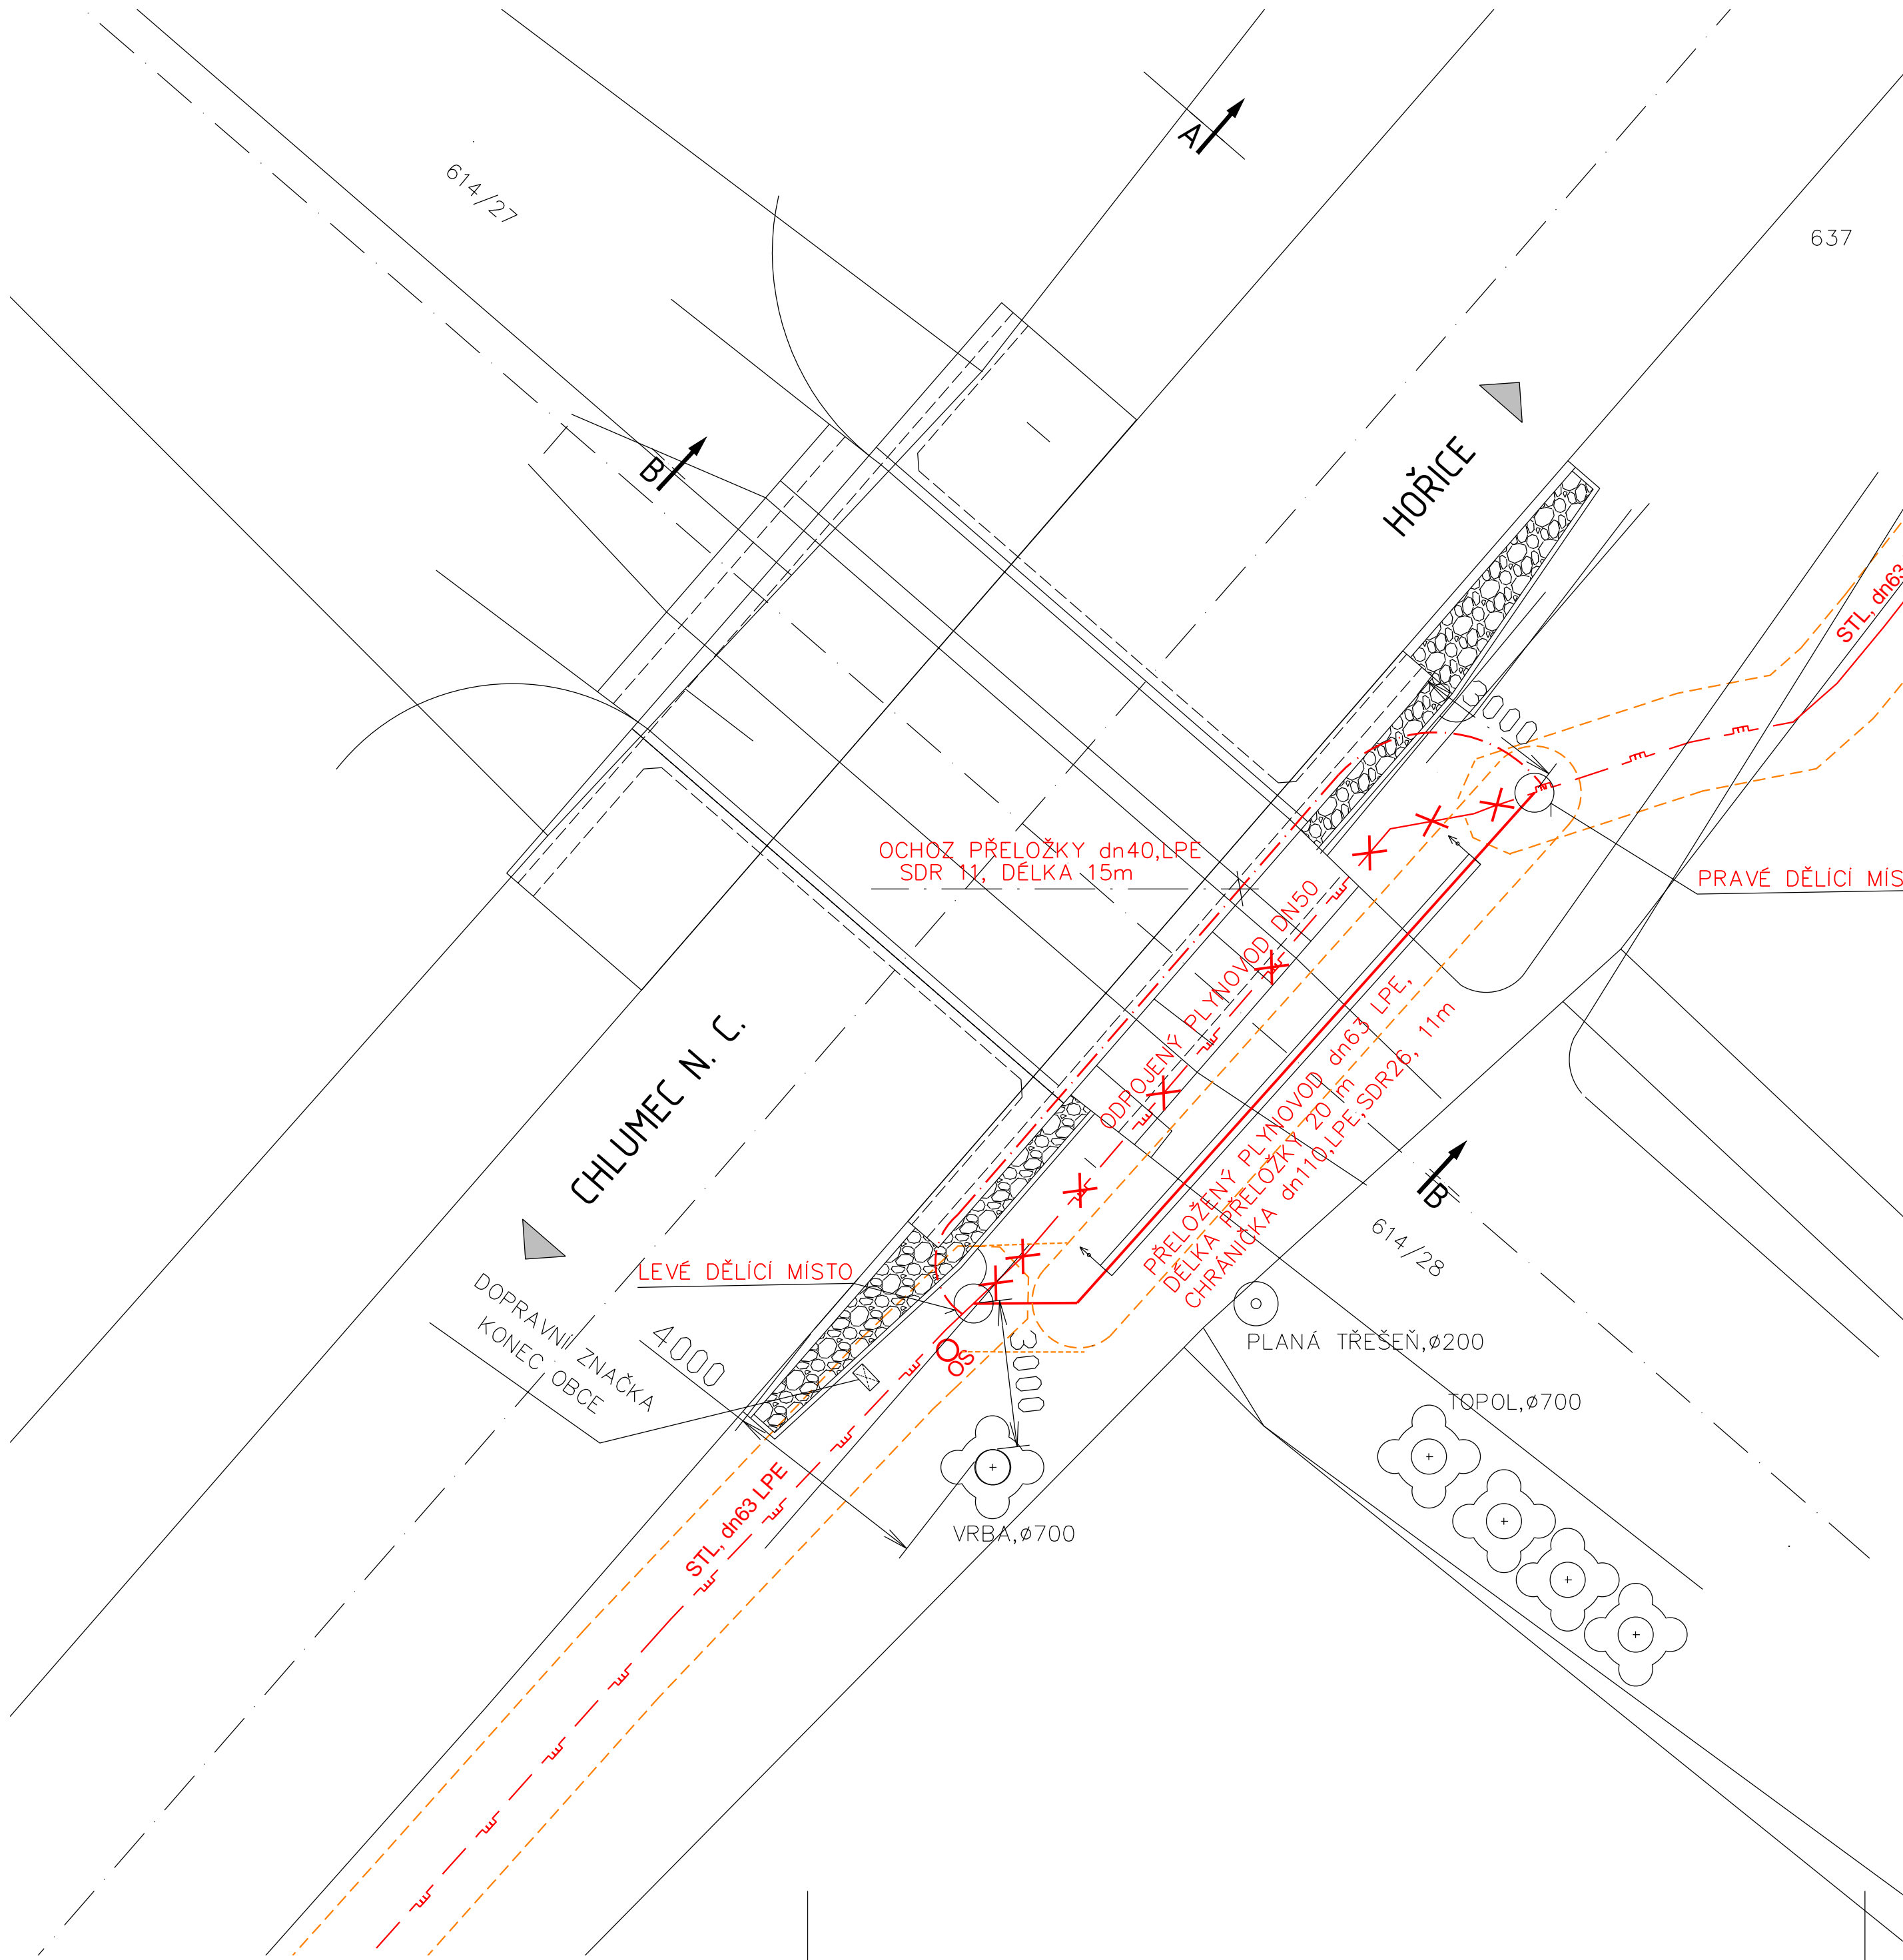 A
614/27
637
B
HOŘICE
STL, dn63
3000
OCHOZ PŘELOŽKY dn40,LPE
SDR 11, DÉLKA 15m
PRAVÉ DĚLÍCÍ MÍS
ODPOJENÝ PLYNOVOD DN50
CHLUMEC N. C.
PŘELOŽENÝ PLYNOVOD dn63 LPE,
DÉLKA PŘELOŽKY 20 m
CHRÁNIČKA dn110,LPE,SDR26, 11m
B
614/28
LEVÉ DĚLÍCÍ MÍSTO
DOPRAVNÍ ZNAČKA
KONEC OBCE
4000
OS
3000
PLANÁ TŘEŠEŇ,ø200
TOPOL,ø700
STL, dn63 LPE
VRBA,ø700